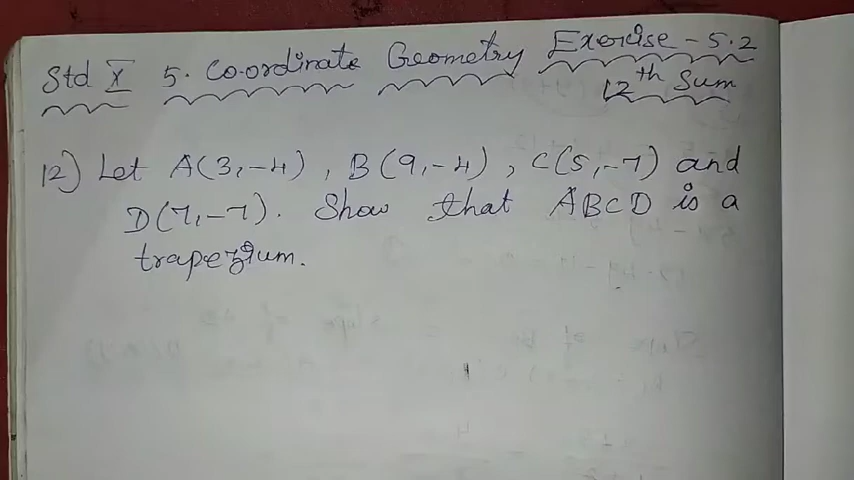 Std X 5. Co-ordinate Geometry Exercise - 5.2
12th Sum
12) Let A(3,-4), B(9,-4), C(5,-7) and
D(7,-7). Show that ABCD is a
trapezium.